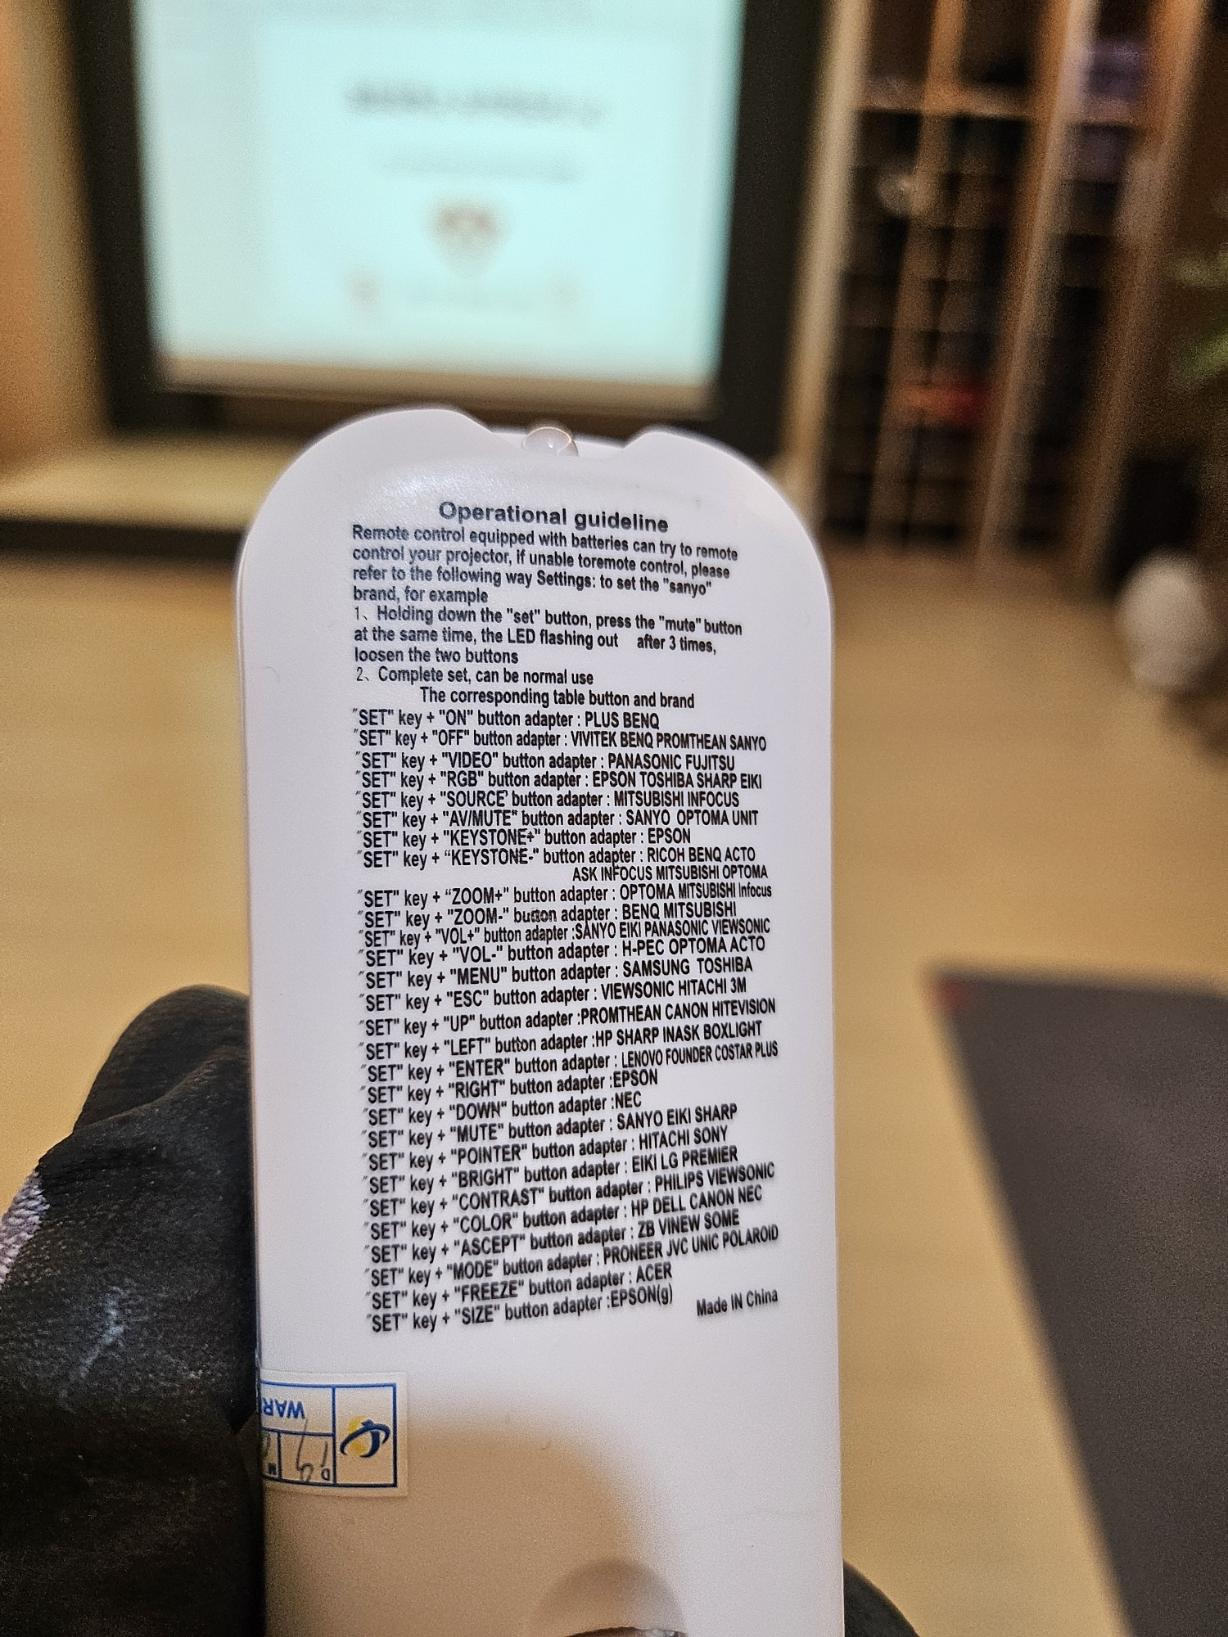 Operational guideline
Remote control equipped with batteries can try to remote
control your projector, If unable toremote control, please
refer to the following way Settings: to set the "sanyo"
brand, for example
1、Holding down the "set" button, press the "mute" button
at the same time, the LED flashing out after 3 times,
loosen the two buttons
2、Complete set, can be normal use
The corresponding table button and brand
"SET" key + "ON" button adapter : PLUS BENQ
"SET" key + "OFF" button adapter : VIVITEK BENQ PROMTHEAN SANYO
"SET" key + "VIDEO" button adapter : PANASONIC FUJITSU
"SET" key + "RGB" button adapter : EPSON TOSHIBA SHARP EIKI
"SET" key + "SOURCE' button adapter : MITSUBISHI INFOCUS
"SET" key + "AV/MUTE" button adapter : SANYO OPTOMA UNIT
"SET" key + "KEYSTONE+" button adapter : EPSON
"SET" key + "KEYSTONE-" button adapter : RICOH BENQ ACTO
ASK INFOCUS MITSUBISHI OPTOMA
"SET" key + "ZOOM+" button adapter : OPTOMA MITSUBISHI Infocus
"SET" key + "ZOOM-" button adapter : BENQ MITSUBISHI
"SET" key + "VOL+" button adapter :SANYO EIKI PANASONIC VIEWSONIC
"SET" key + "VOL-" button adapter : H-PEC OPTOMA ACTO
"SET" key + "MENU" button adapter : SAMSUNG TOSHIBA
"SET" key + "ESC" button adapter : VIEWSONIC HITACHI 3M
"SET" key + "UP" button adapter :PROMTHEAN CANON HITEVISION
"SET" key + "LEFT" button adapter :HP SHARP INASK BOXLIGHT
"SET" key + "ENTER" button adapter : LENOVO FOUNDER COSTAR PLUS
"SET" key + "RIGHT" button adapter :EPSON
"SET" key + "DOWN" button adapter :NEC
"SET" key + "MUTE" button adapter : SANYO EIKI SHARP
"SET" key + "POINTER" button adapter : HITACHI SONY
"SET" key + "BRIGHT" button adapter : EIKI LG PREMIER
"SET" key + "CONTRAST" button adapter : PHILIPS VIEWSONIC
"SET" key + "COLOR" button adapter : HP DELL CANON NEC
"SET" key + "ASCEPT" button adapter : ZB VINEW SOME
"SET" key + "MODE" button adapter : PRONEER JVC UNIC POLAROID
"SET" key + "FREEZE" button adapter : ACER
"SET" key + "SIZE" button adapter :EPSON(g)
Made IN China
WAR
D
M